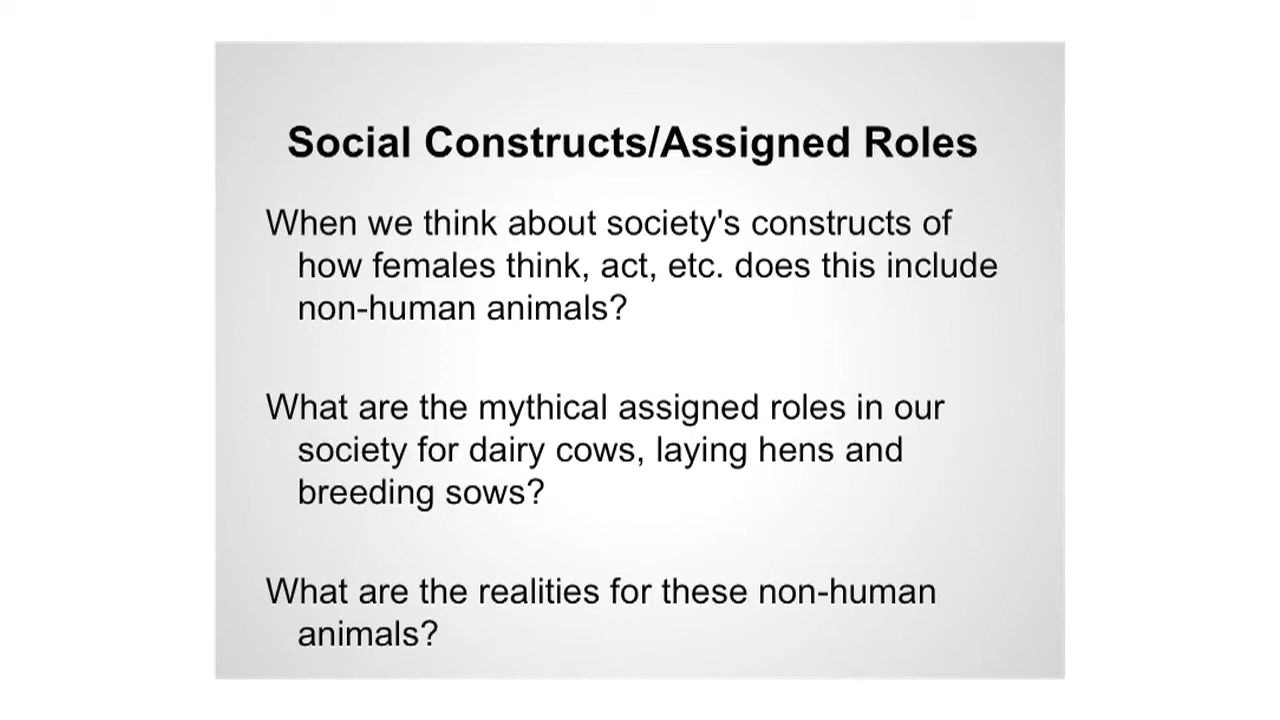 Social Constructs/Assigned Roles
When we think about society's constructs of
how females think, act, etc. does this include
non-human animals?
What are the mythical assigned roles in our
society for dairy cows, laying hens and
breeding sows?
What are the realities for these non-human
animals?